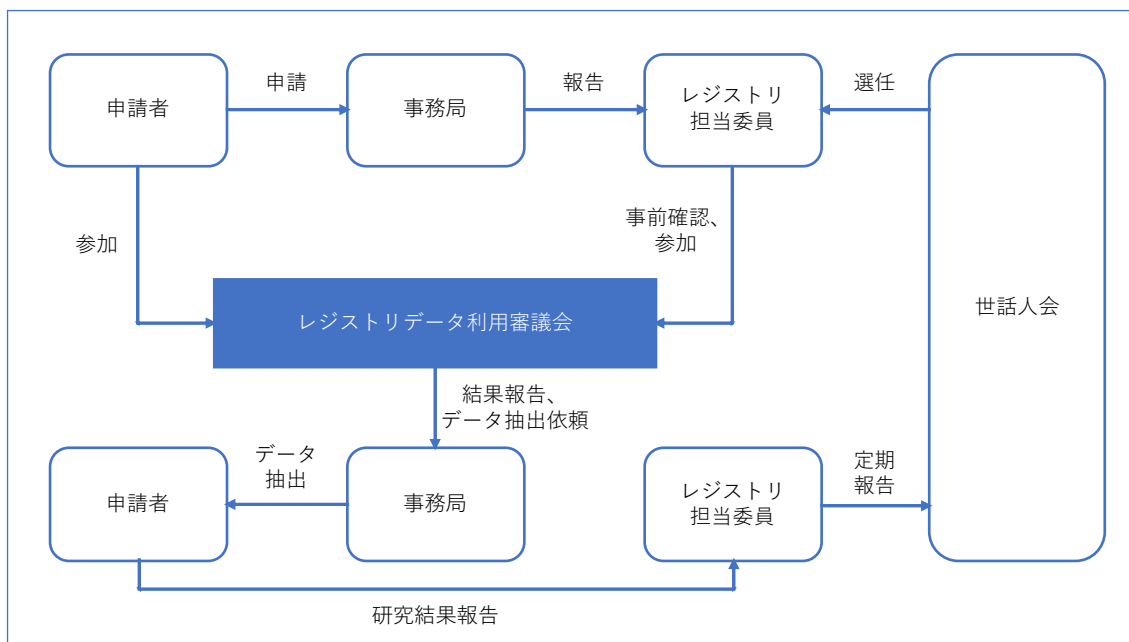 申請者
申請
事務局
報告
レジストリ
担当委員
選任
参加
事前確認、
参加
世話人会
レジストリデータ利用審議会
結果報告、
データ抽出依頼
申請者
データ
抽出
事務局
レジストリ
担当委員
定期
報告
研究結果報告